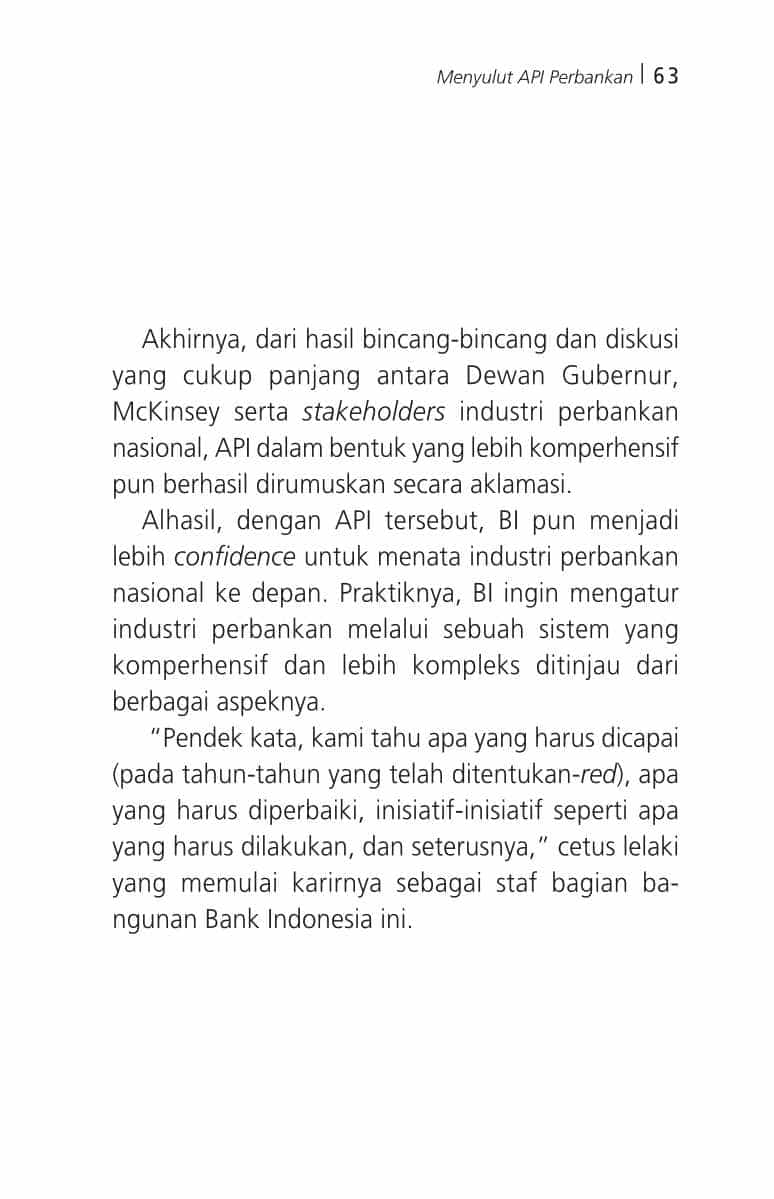 Menyulut API Perbankan | 63
Akhirnya, dari hasil bincang-bincang dan diskusi
yang cukup panjang antara Dewan Gubernur,
McKinsey serta stakeholders industri perbankan
nasional, API dalam bentuk yang lebih komperhensif
pun berhasil dirumuskan secara aklamasi.
Alhasil, dengan API tersebut, BI pun menjadi
lebih confidence untuk menata industri perbankan
nasional ke depan. Praktiknya, BI ingin mengatur
industri perbankan melalui sebuah sistem yang
komperhensif dan lebih kompleks ditinjau dari
berbagai aspeknya.
“Pendek kata, kami tahu apa yang harus dicapai
(pada tahun-tahun yang telah ditentukan-red), apa
yang harus diperbaiki, inisiatif-inisiatif seperti apa
yang harus dilakukan, dan seterusnya,” cetus lelaki
yang memulai karirnya sebagai staf bagian ba-
ngunan Bank Indonesia ini.